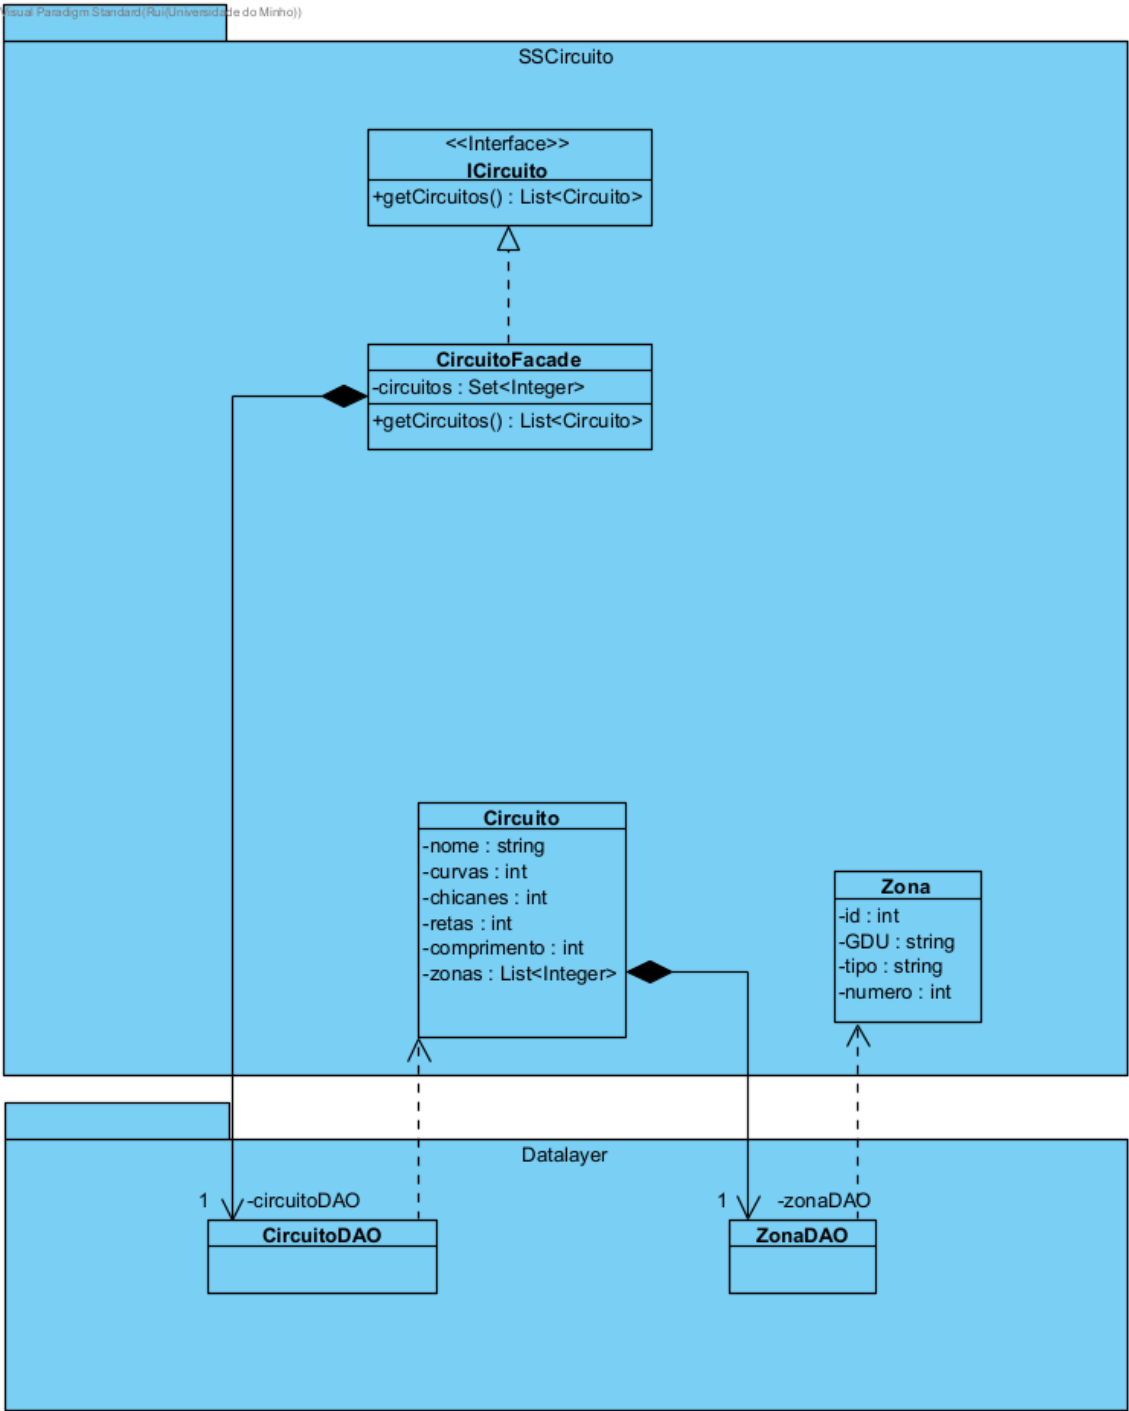 Visual Paradigm Standard(Rui(Universidade do Minho))
SSCircuito
<<Interface>>
ICircuito
+getCircuitos() : List<Circuito>
CircuitoFacade
-circuitos : Set<Integer>
+getCircuitos() : List<Circuito>
Circuito
-nome : string
-curvas : int
-chicanes : int
-retas : int
-comprimento : int
-zonas : List<Integer>
Zona
-id : int
-GDU : string
-tipo : string
-numero : int
Datalayer
1 -circuitoDAO
1 -zonaDAO
CircuitoDAO
ZonaDAO